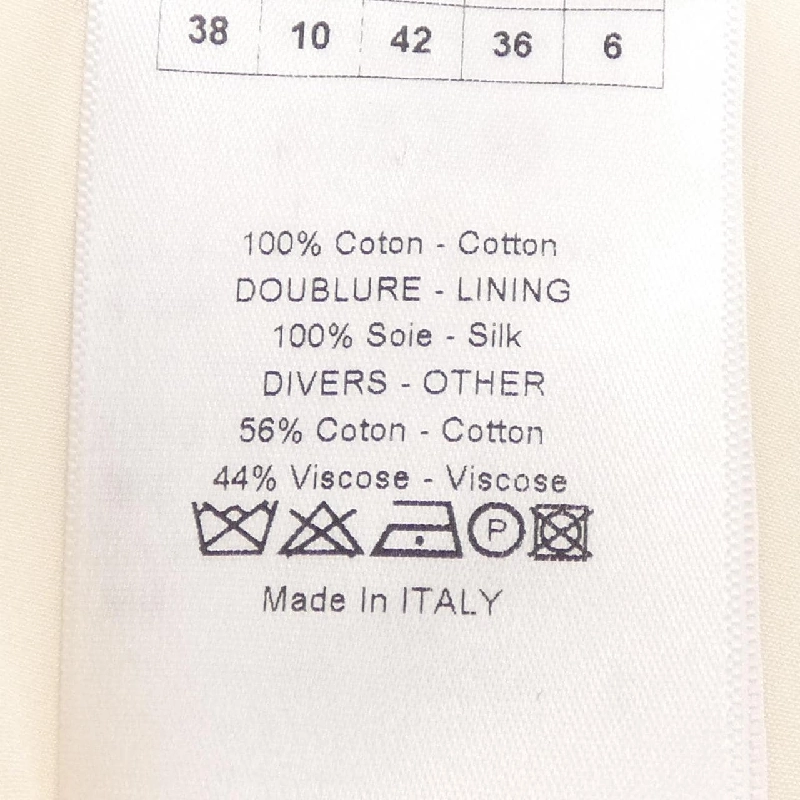 38 10 42 36 6
100% Coton - Cotton
DOUBLURE - LINING
100% Soie - Silk
DIVERS - OTHER
56% Coton - Cotton
44% Viscose - Viscose
P
Made In ITALY